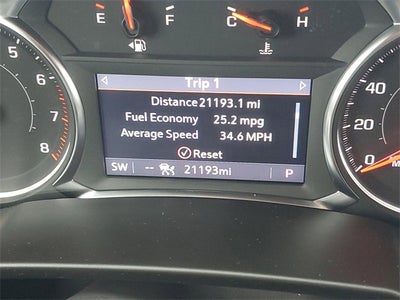 E F C H
Trip 1
Distance 21193.1 mi
Fuel Economy 25.2 mpg
Average Speed 34.6 MPH
Reset
SW -- 21193mi P
6
7
8
40
20
0
M